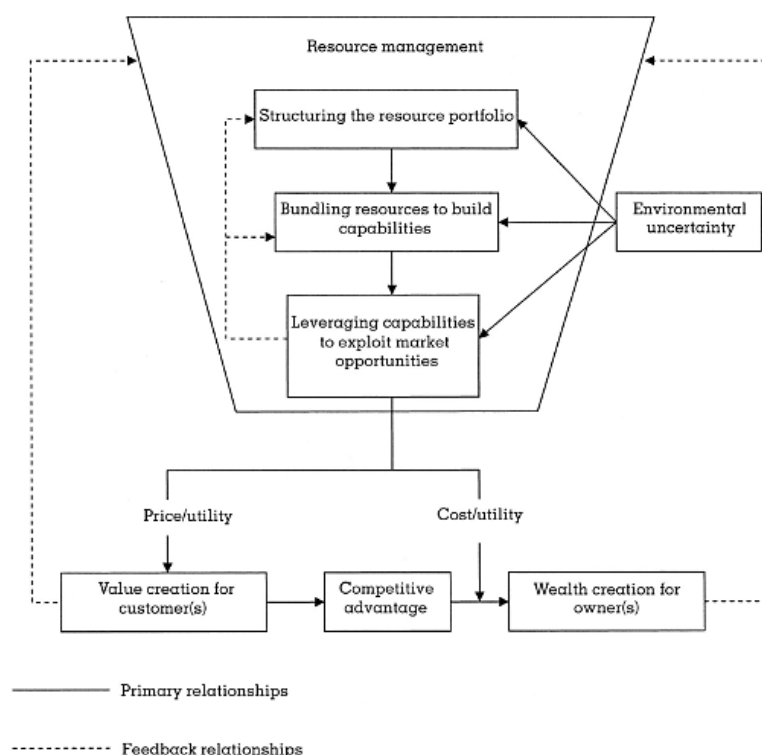 Resource management
Structuring the resource portfolio
Bundling resources to build
capabilities
Environmental
uncertainty
Leveraging capabilities
to exploit market
opportunities
Price/utility
Cost/utility
Value creation for
customer(s)
Competitive
advantage
Wealth creation for
owner(s)
Primary relationships
Feedback relationships